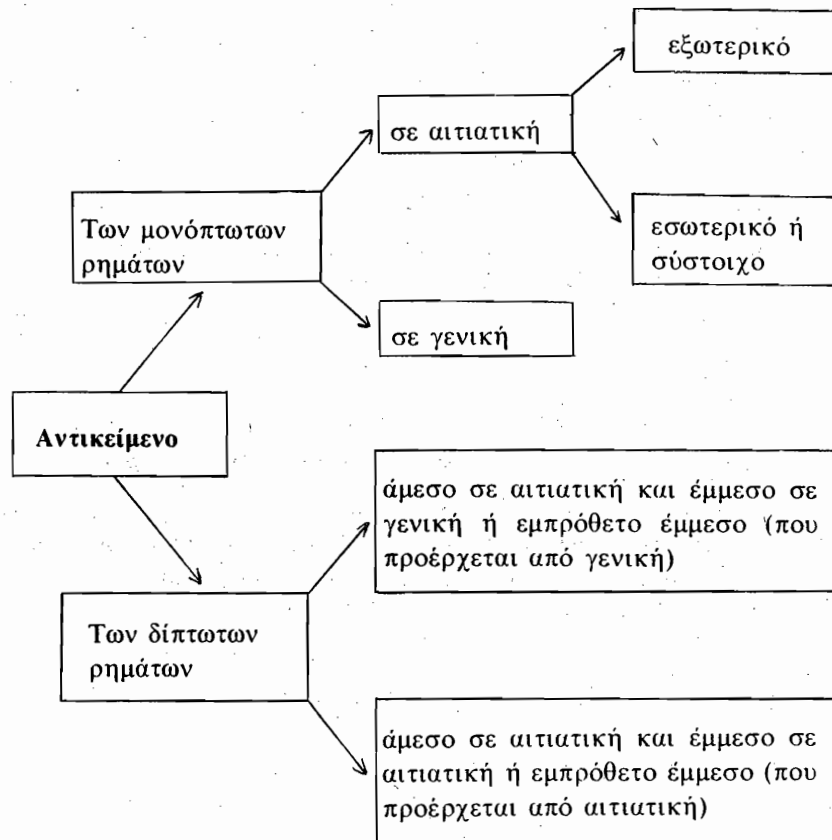 εξωτερικό
σε αιτιατική
Των μονόπτωτων
ρημάτων
εσωτερικό ή
σύστοιχο
σε γενική
Αντικείμενο
άμεσο σε αιτιατική και έμμεσο σε
γενική ή εμπρόθετο έμμεσο (που
προέρχεται από γενική)
Των δίπτωτων
ρημάτων
άμεσο σε αιτιατική και έμμεσο σε
αιτιατική ή εμπρόθετο έμμεσο (που
προέρχεται από αιτιατική)